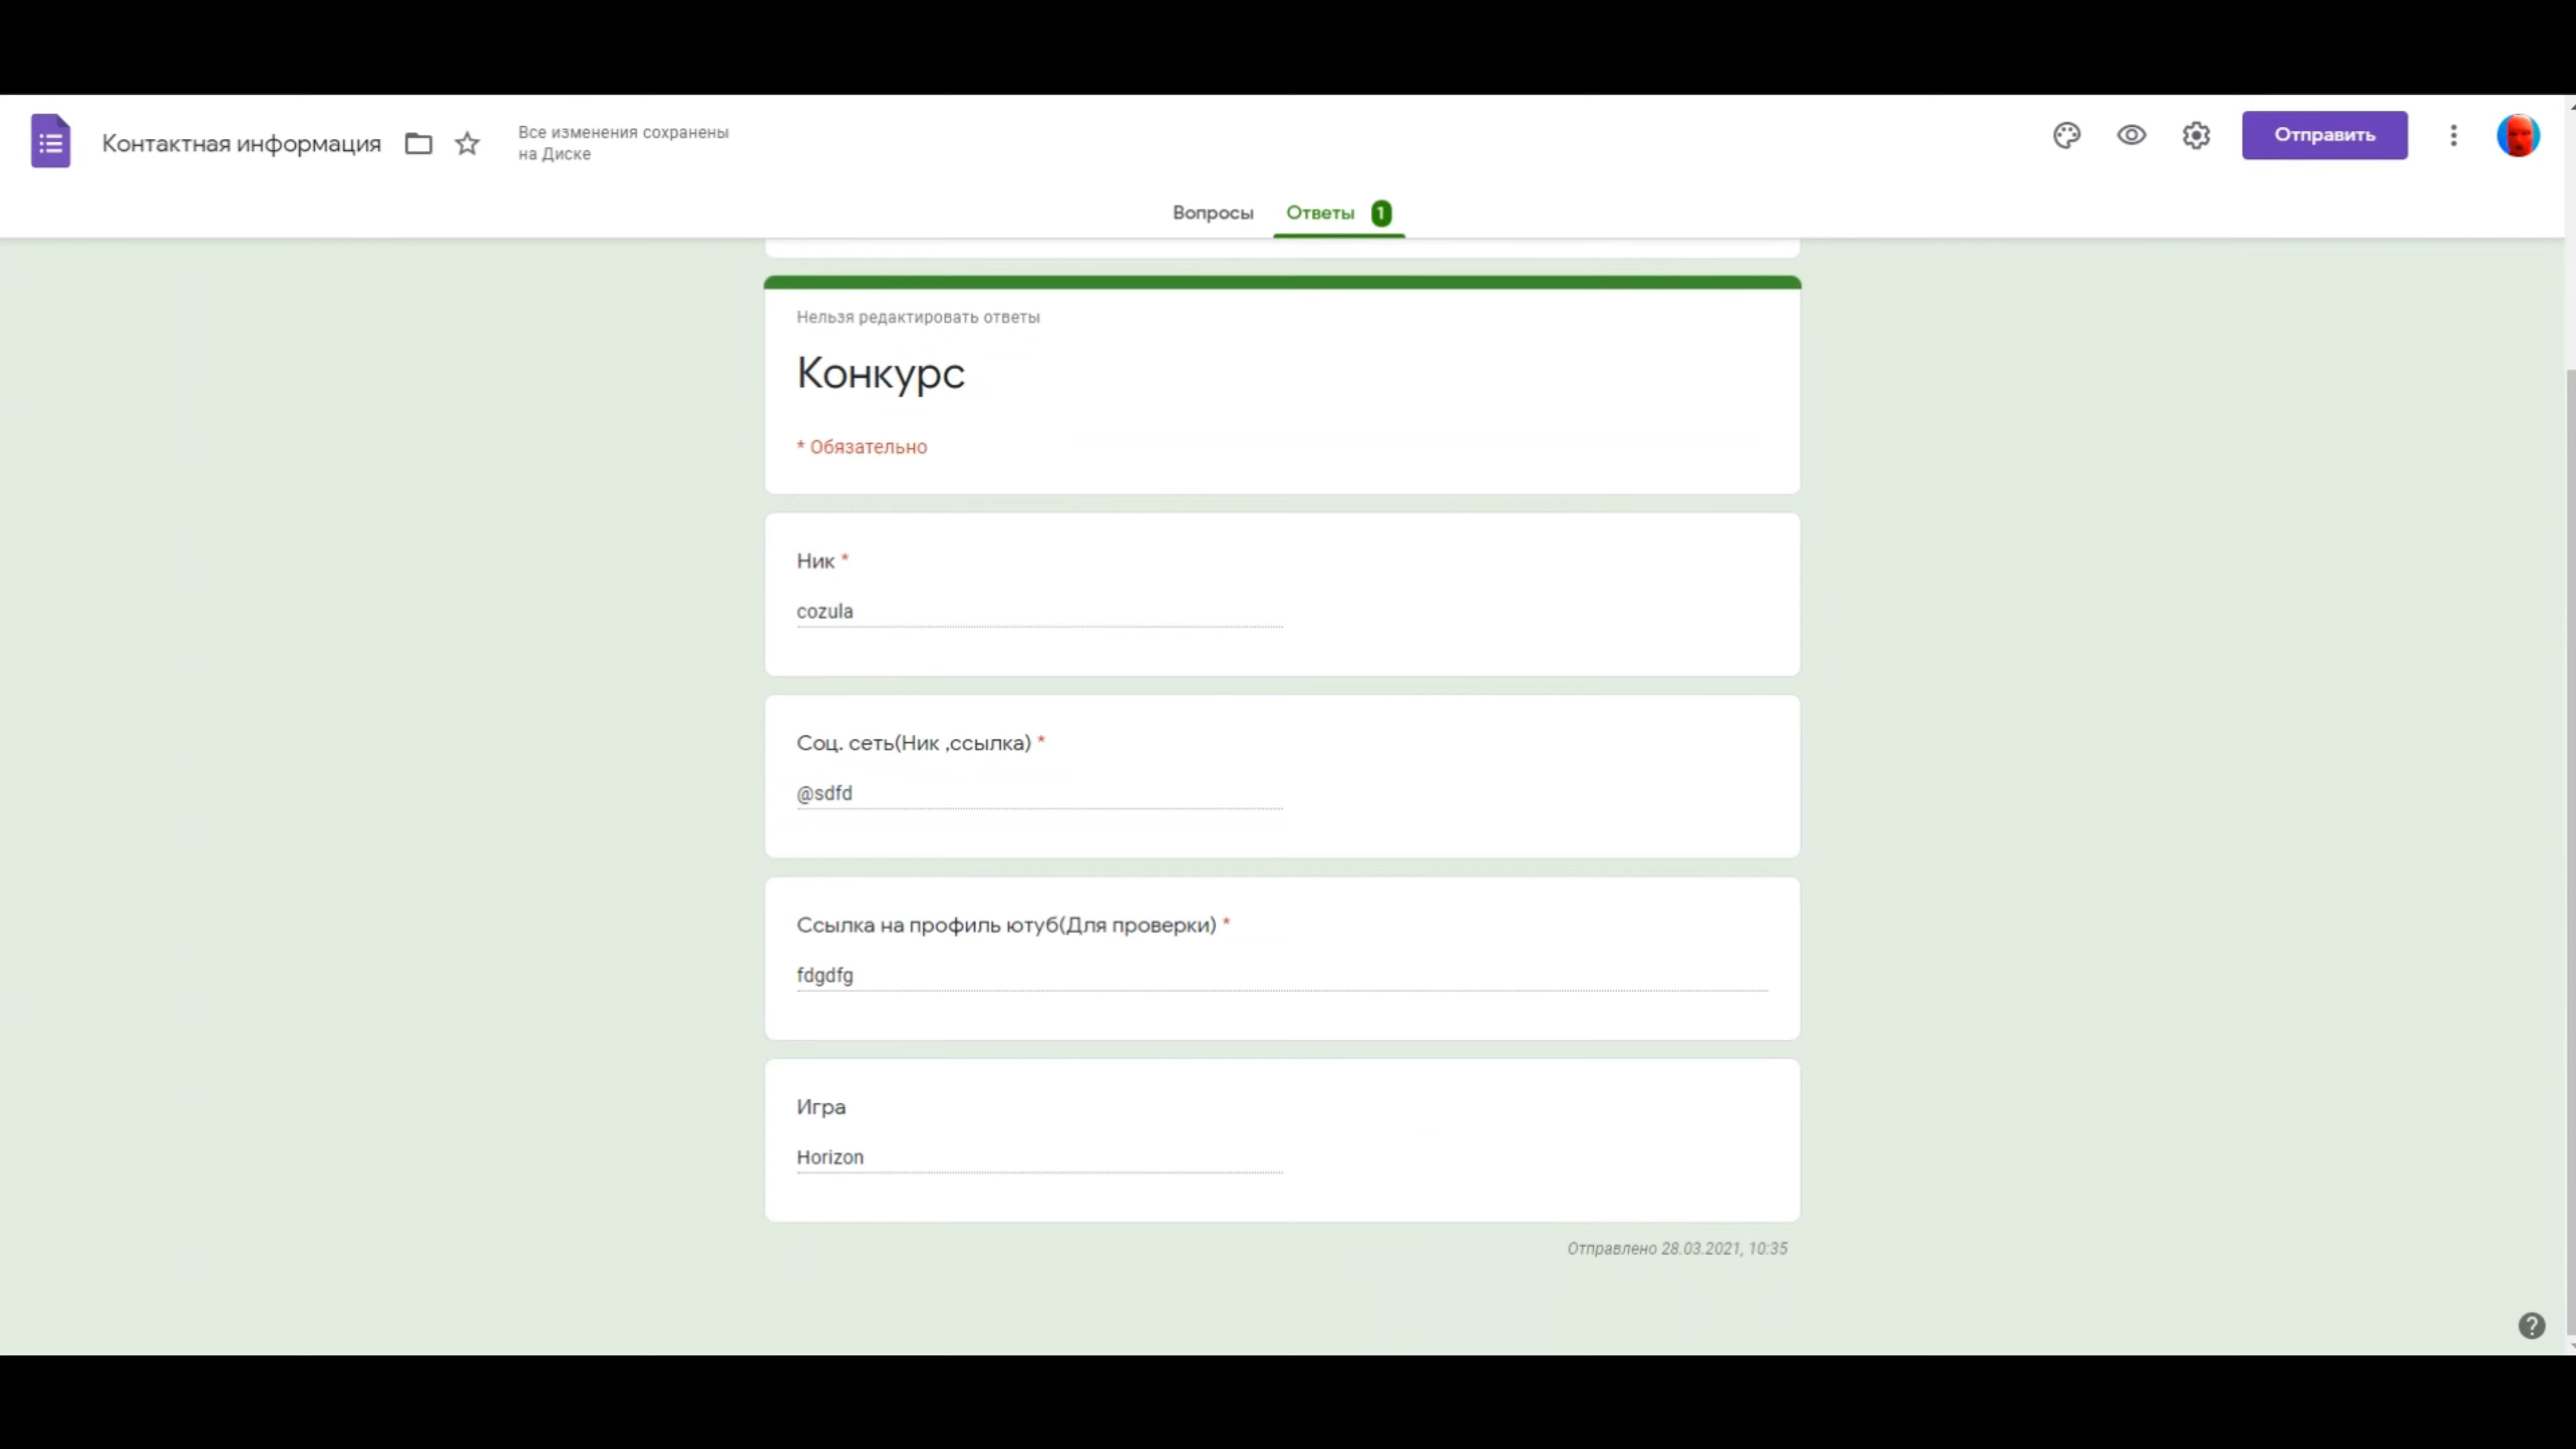 Контактная информация
Все изменения сохранены
на Диске
Отправить
Вопросы
Ответы 1
Нельзя редактировать ответы
Конкурс
* Обязательно
Ник *
cozula
Соц. сеть(Ник ,ссылка) *
@sdfd
Ссылка на профиль ютуб(Для проверки) *
fdgdfg
Игра
Horizon
Отправлено 28.03.2021, 10:35
?